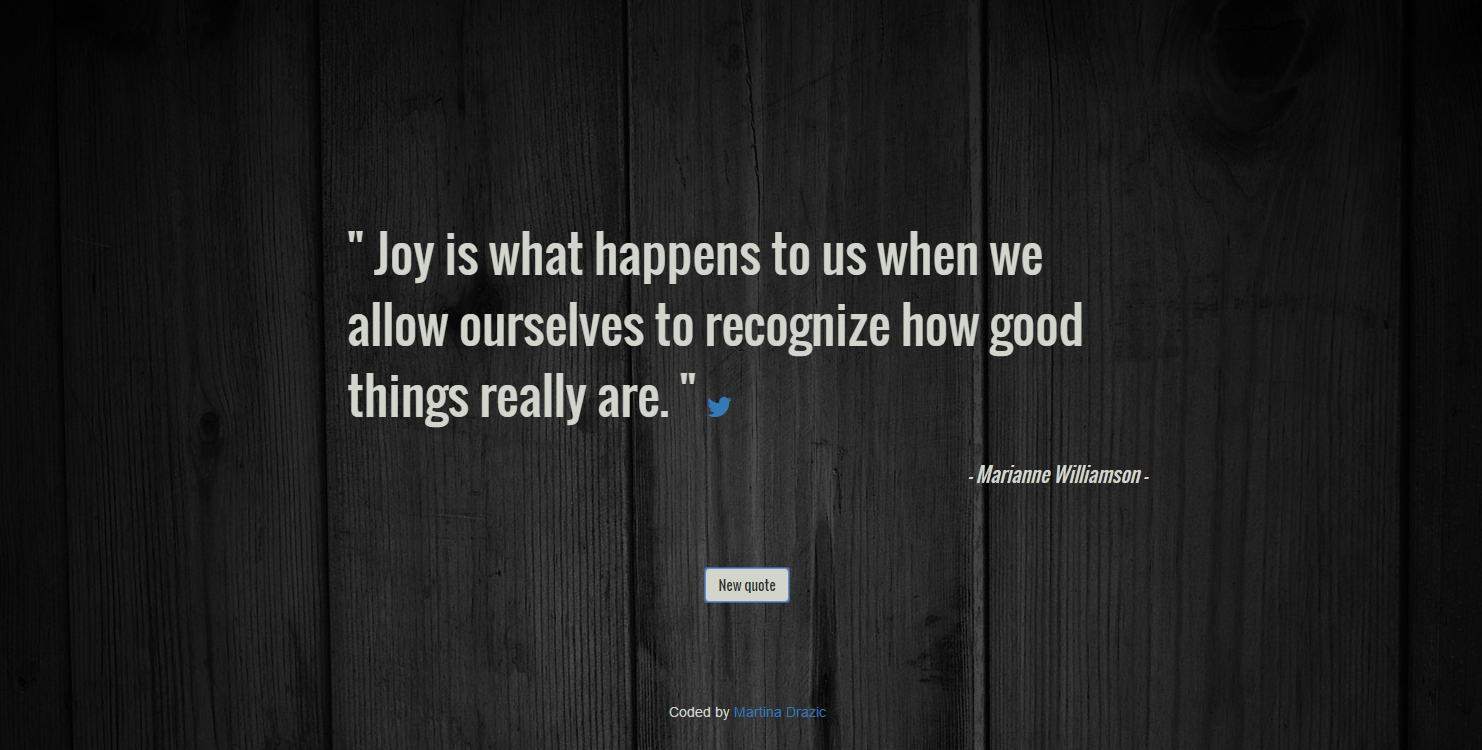 " Joy is what happens to us when we
allow ourselves to recognize how good
things really are. "
- Marianne Williamson -
New quote
Coded by Martina Drazic